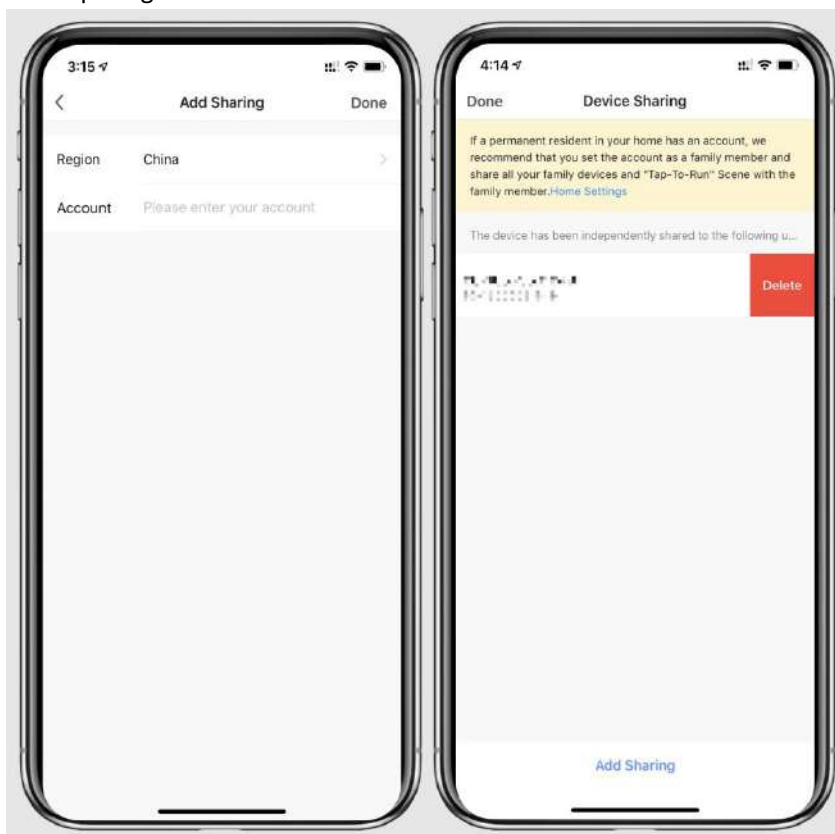 3:15
Add Sharing
Done
Region
China
Account
Please enter your account
4:14
Done
Device Sharing
If a permanent resident in your home has an account, we
recommend that you set the account as a family member and
share all your family devices and "Tap-To-Run" Scene with the
family member.Home Settings
The device has been independently shared to the following u...
Delete
Add Sharing